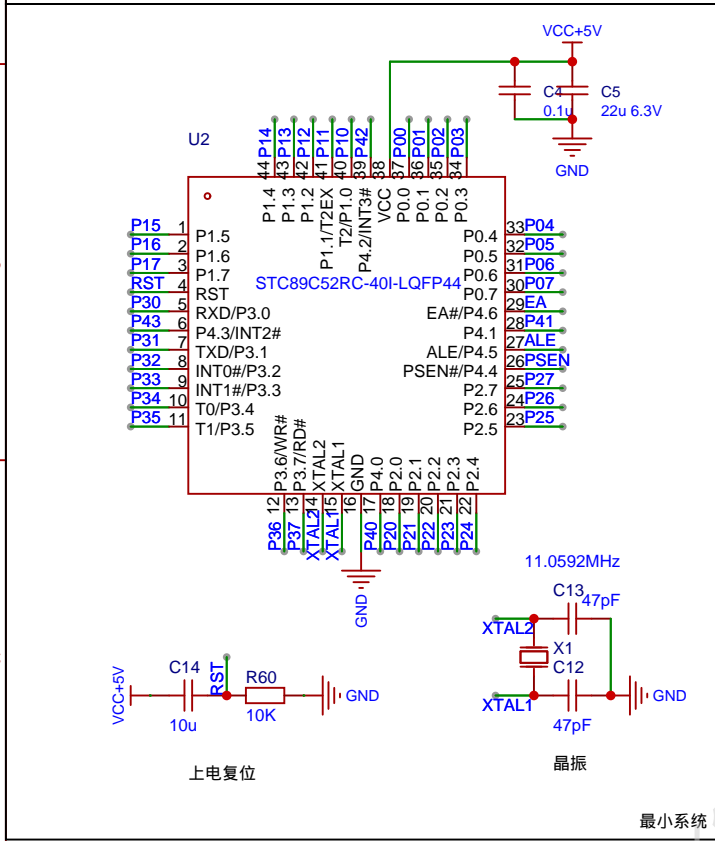 VCC+5V
C4
C5
0.1u
22u 6.3V
GND
U2
P14
P13
P12
P11
P10
P42
P00
P01
P02
P03
44
43
42
41
40
39
38
37
36
35
34
P1.4
P1.3
P1.2
P1.1/T2EX
T2/P1.0
P4.2/INT3#
VCC
P0.0
P0.1
P0.2
P0.3
P15 1 P1.5
P16 2 P1.6
P17 3 P1.7
RST 4 RST
P30 5 RXD/P3.0
P43 6 P4.3/INT2#
P31 7 TXD/P3.1
P32 8 INT0#/P3.2
P33 9 INT1#/P3.3
P34 10 T0/P3.4
P35 11 T1/P3.5
STC89C52RC-40I-LQFP44
P0.4 33 P04
P0.5 32 P05
P0.6 31 P06
P0.7 30 P07
EA#/P4.6 29 EA
P4.1 28 P41
ALE/P4.5 27 ALE
PSEN#/P4.4 26 PSEN
P2.7 25 P27
P2.6 24 P26
P2.5 23 P25
P3.6/WR#
P3.7/RD#
XTAL2
XTAL1
GND
P4.0
P2.0
P2.1
P2.2
P2.3
P2.4
12
13
14
15
16
17
18
19
20
21
22
P36
P37
XTAL2
XTAL1
P40
P20
P21
P22
P23
P24
GND
11.0592MHz
C13
47pF
XTAL2
X1
C12
XTAL1
47pF
GND
晶振
VCC+5V
C14
10u
RST
R60
10K
GND
上电复位
最小系统